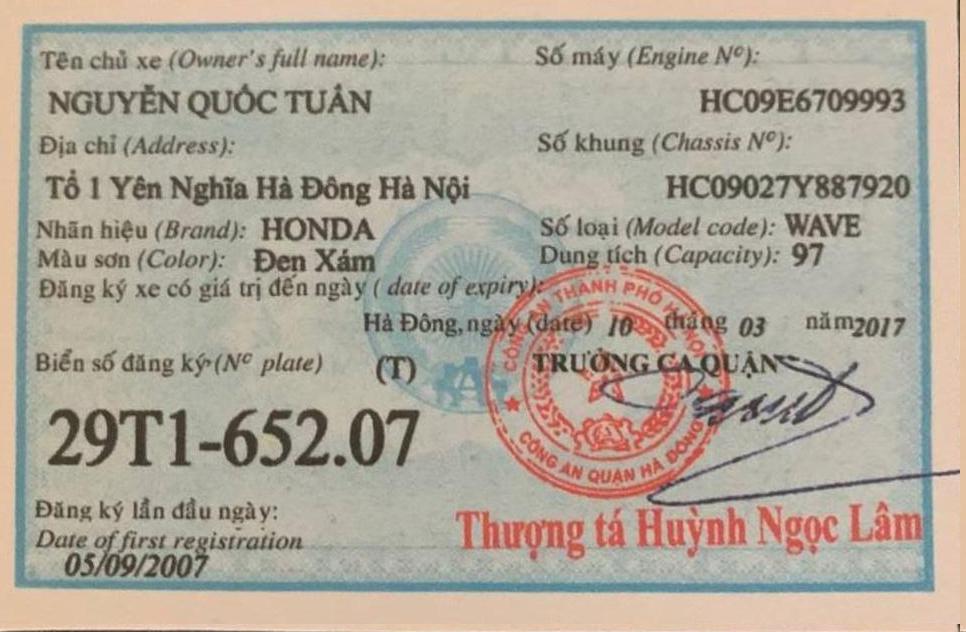 Tên chủ xe (Owner's full name):
NGUYỄN QUỐC TUẤN
Địa chỉ (Address):
Tổ 1 Yên Nghĩa Hà Đông Hà Nội
Nhãn hiệu (Brand): HONDA
Màu sơn (Color): Đen Xám
Số máy (Engine Nº):
HC09E6709993
Số khung (Chassis Nº):
HC09027Y887920
Số loại (Model code): WAVE
Dung tích (Capacity): 97
Đăng ký xe có giá trị đến ngày ( date of expiry):
Hà Đông, ngày (date) 10 tháng 03 năm 2017
Biển số đăng ký (Nº plate) (T)
29T1-652.07
TRƯỞNG CA QUẬN
CÔNG AN THÀNH PHỐ HÀ NỘI
CÔNG AN QUẬN HÀ ĐÔNG
Thượng tá Huỳnh Ngọc Lâm
Đăng ký lần đầu ngày:
Date of first registration
05/09/2007